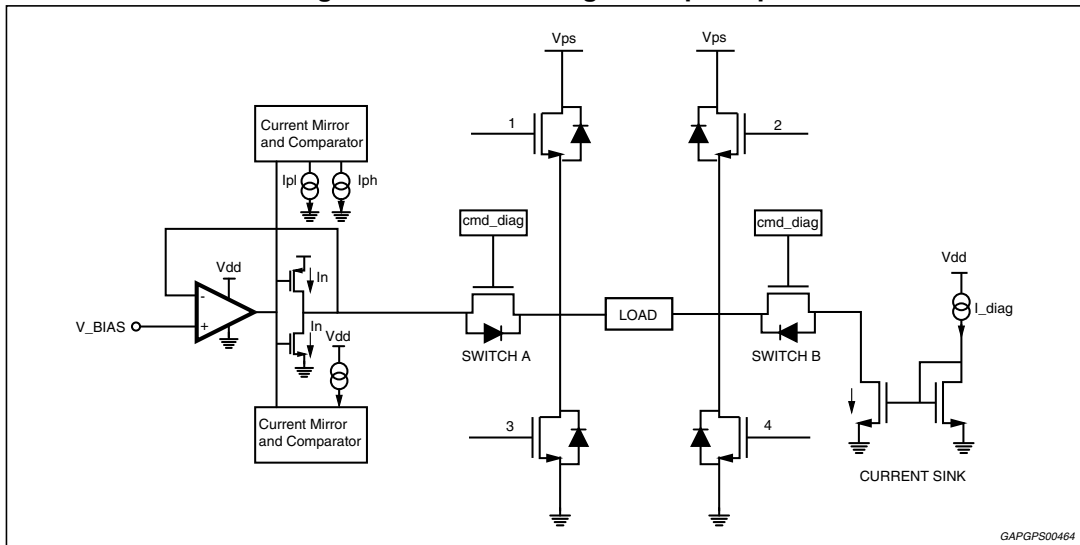 Vps
Vps
1
2
Current Mirror
and Comparator
Ipl
Iph
cmd_diag
cmd_diag
Vdd
Vdd
In
I_diag
-
V_BIAS
+
In
Vdd
LOAD
SWITCH A
SWITCH B
3
4
Current Mirror
and Comparator
CURRENT SINK
GAPGPS00464